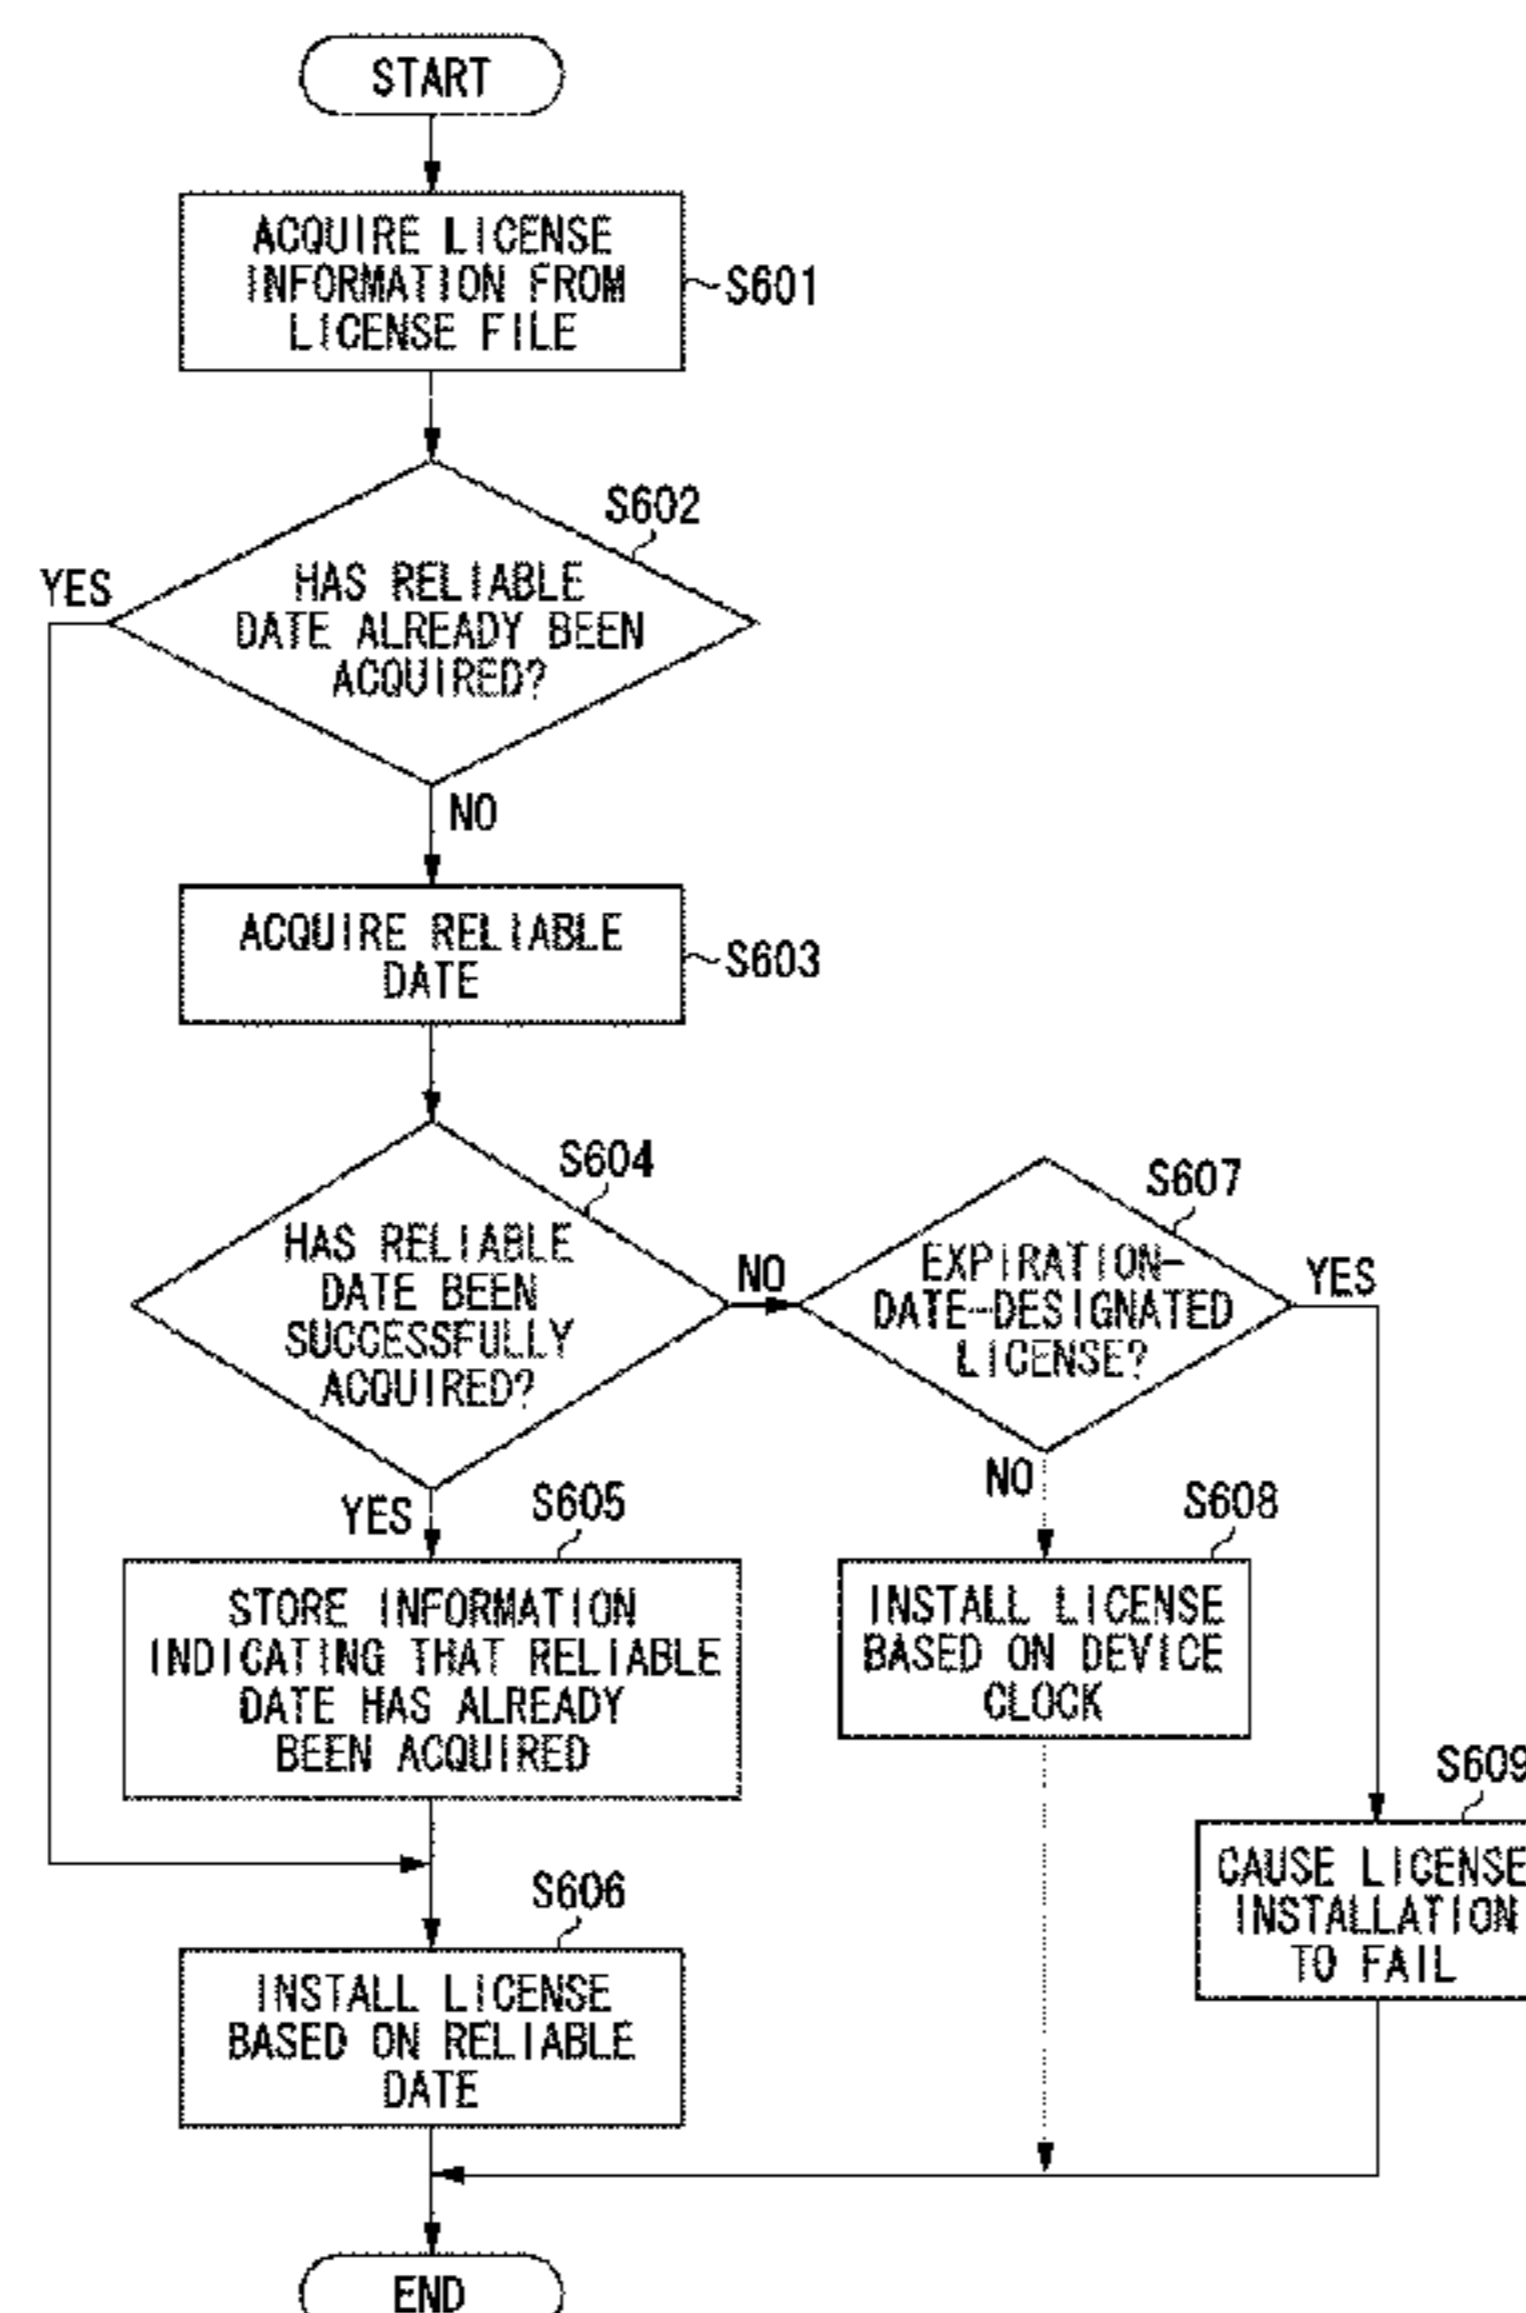 START
ACQUIRE LICENSE
INFORMATION FROM
LICENSE FILE
S601
S602
YES
HAS RELIABLE
DATE ALREADY BEEN
ACQUIRED?
NO
ACQUIRE RELIABLE
DATE
S603
S604
HAS RELIABLE
DATE BEEN
SUCCESSFULLY
ACQUIRED?
NO
S607
EXPIRATION-
DATE-DESIGNATED
LICENSE?
YES
NO
YES
S605
STORE INFORMATION
INDICATING THAT RELIABLE
DATE HAS ALREADY
BEEN ACQUIRED
S608
INSTALL LICENSE
BASED ON DEVICE
CLOCK
S609
CAUSE LICENSE
INSTALLATION
TO FAIL
S606
INSTALL LICENSE
BASED ON RELIABLE
DATE
END